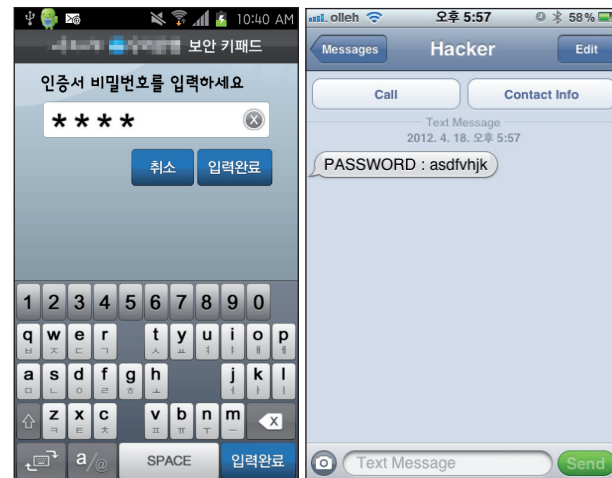 10:40 AM
보안 키패드
인증서 비밀번호를 입력하세요
****
취소 입력완료
1 2 3 4 5 6 7 8 9 0
q w e r t y u i o p
ㅂ ㅈ ㄷ ㄱ ㅅ ㅛ ㅕ ㅑ ㅐ ㅔ
a s d f g h j k l
ㅁ ㄴ ㅇ ㄹ ㅎ ㅗ ㅓ ㅏ ㅣ
z x c v b n m
ㅋ ㅌ ㅊ ㅍ ㅠ ㅜ ㅡ
a/@ SPACE 입력완료
olleh 오후 5:57 58%
Messages Hacker Edit
Call Contact Info
Text Message
2012. 4. 18. 오후 5:57
PASSWORD : asdfvhjk
Text Message Send